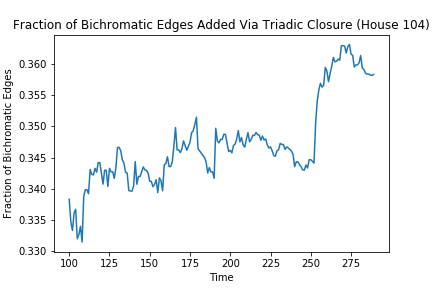 Fraction of Bichromatic Edges Added Via Triadic Closure (House 104)
Fraction of Bichromatic Edges
0.360
0.355
0.350
0.345
0.340
0.335
0.330
100 125 150 175 200 225 250 275
Time